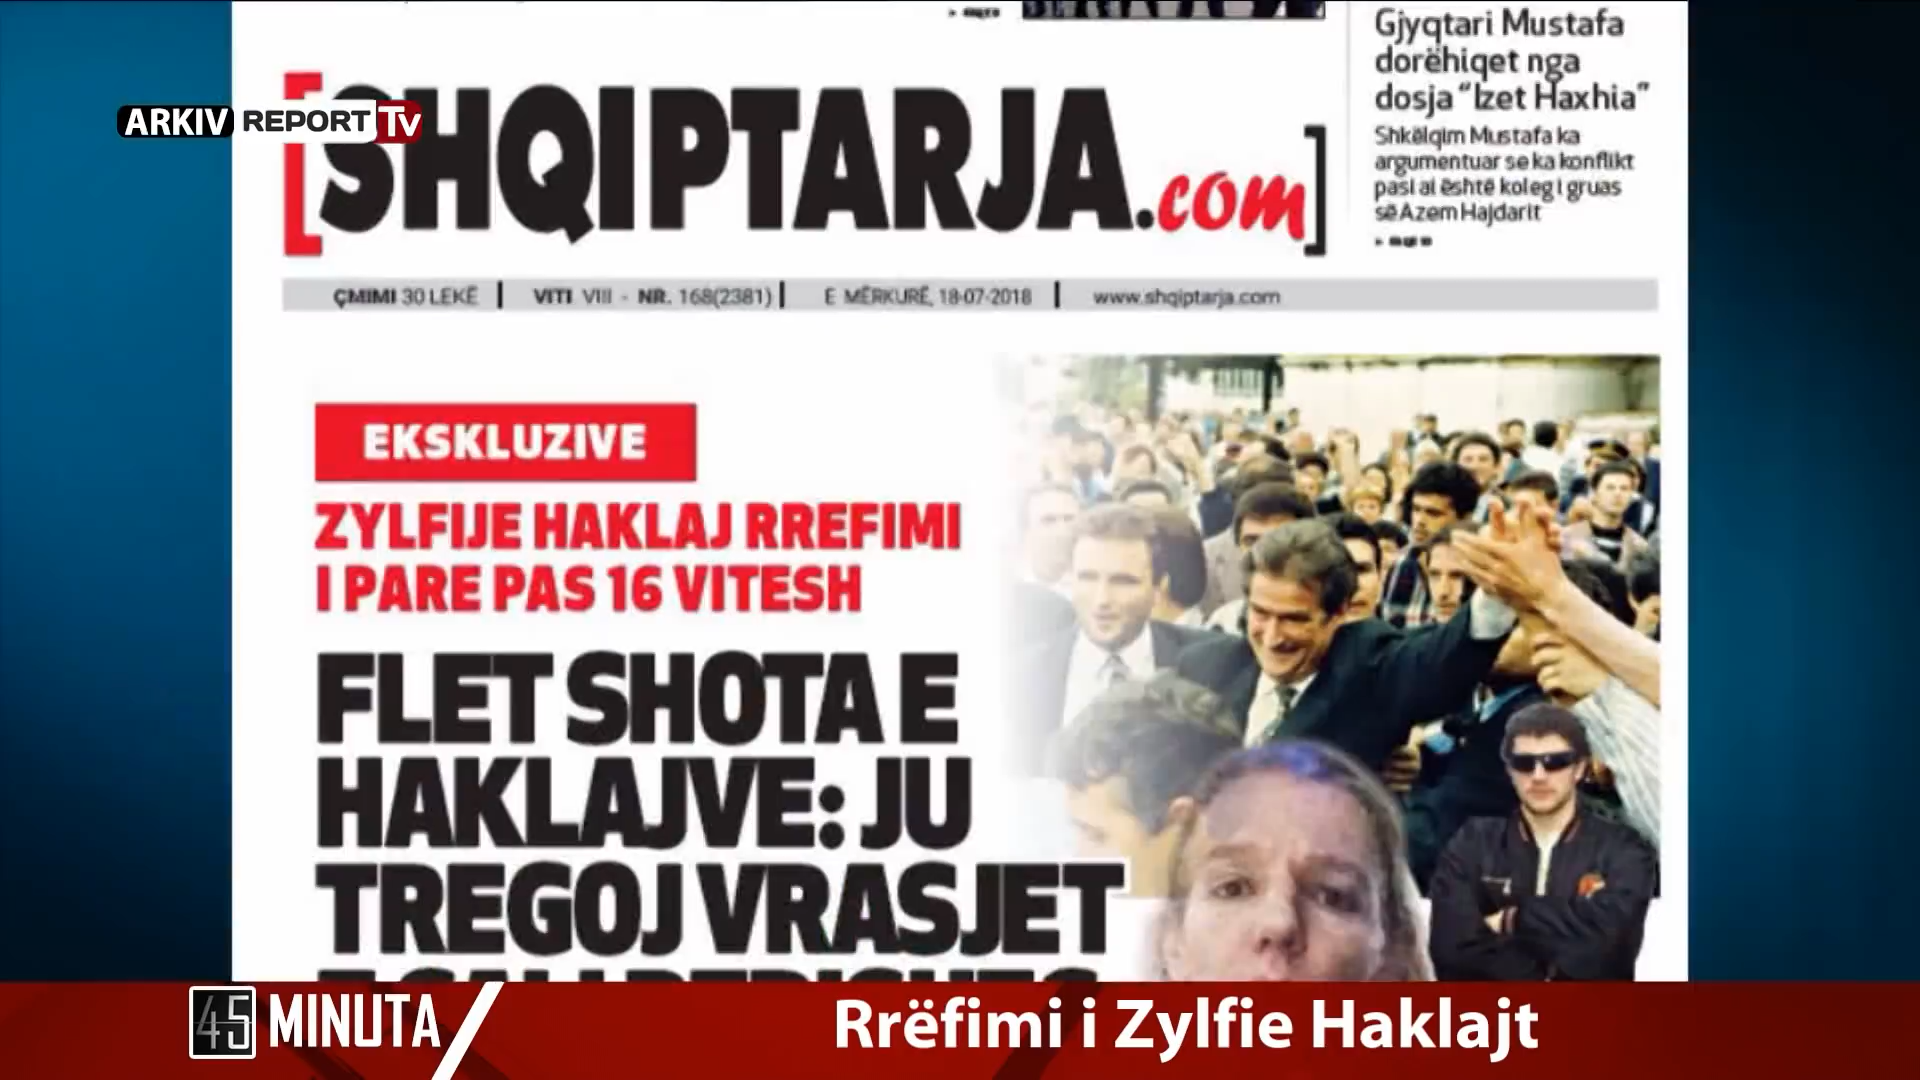 Gjyqtari Mustafa
dorëhiqet nga
dosja “Izet Haxhia”
Shkëlqim Mustafa ka
argumentuar se ka konflikt
pasi ai është koleg i gruas
së Azem Hajdarit
ARKIV REPORT Tv
[SHQIPTARJA.com]
ÇMIMI 30 LEKË | VITI VIII - NR. 168(2381) | E MËRKURË, 18-07-2018 | www.shqiptarja.com
EKSKLUZIVE
ZYLFIJE HAKLAJ RREFIMI
I PARE PAS 16 VITESH
FLET SHOTA E
HAKLAJVE: JU
TREGOJ VRASJET
45 MINUTA
Rrëfimi i Zylfie Haklajt